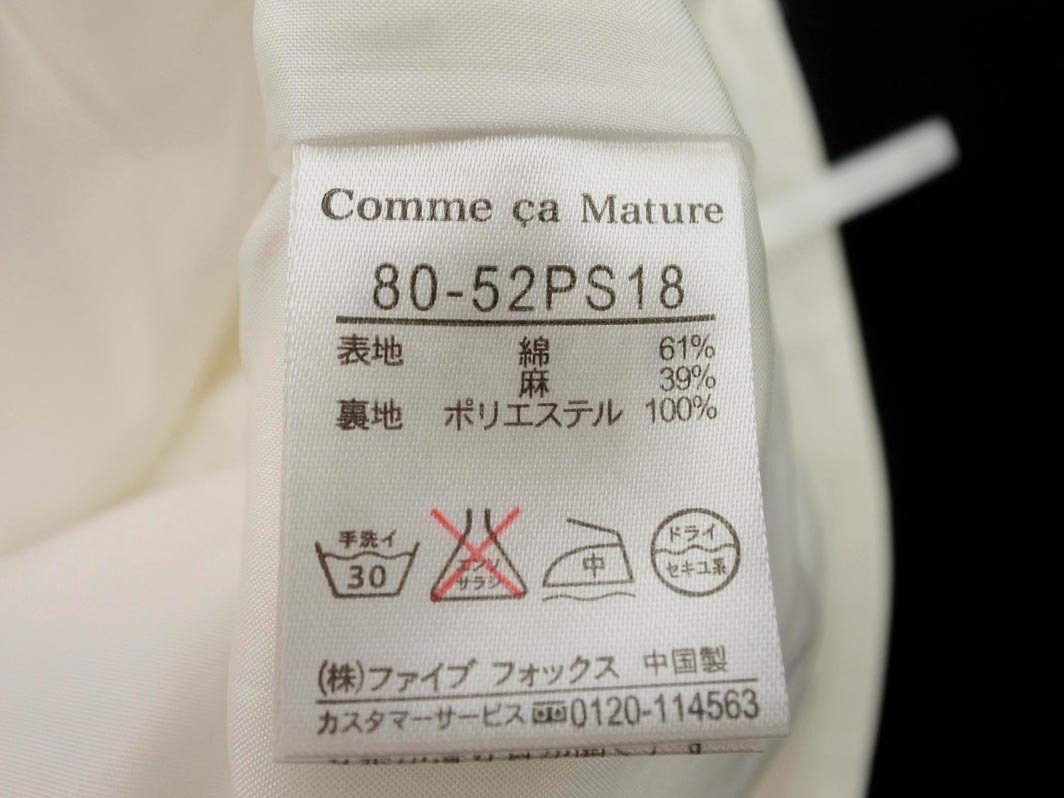 Comme ça Mature
80-52PS18
表地 綿 61%
麻 39%
裏地 ポリエステル 100%
手洗イ
30
エンソ
サラシ
中
ドライ
セキユ系
(株)ファイブ フォックス 中国製
カスタマーサービス 0120-114563